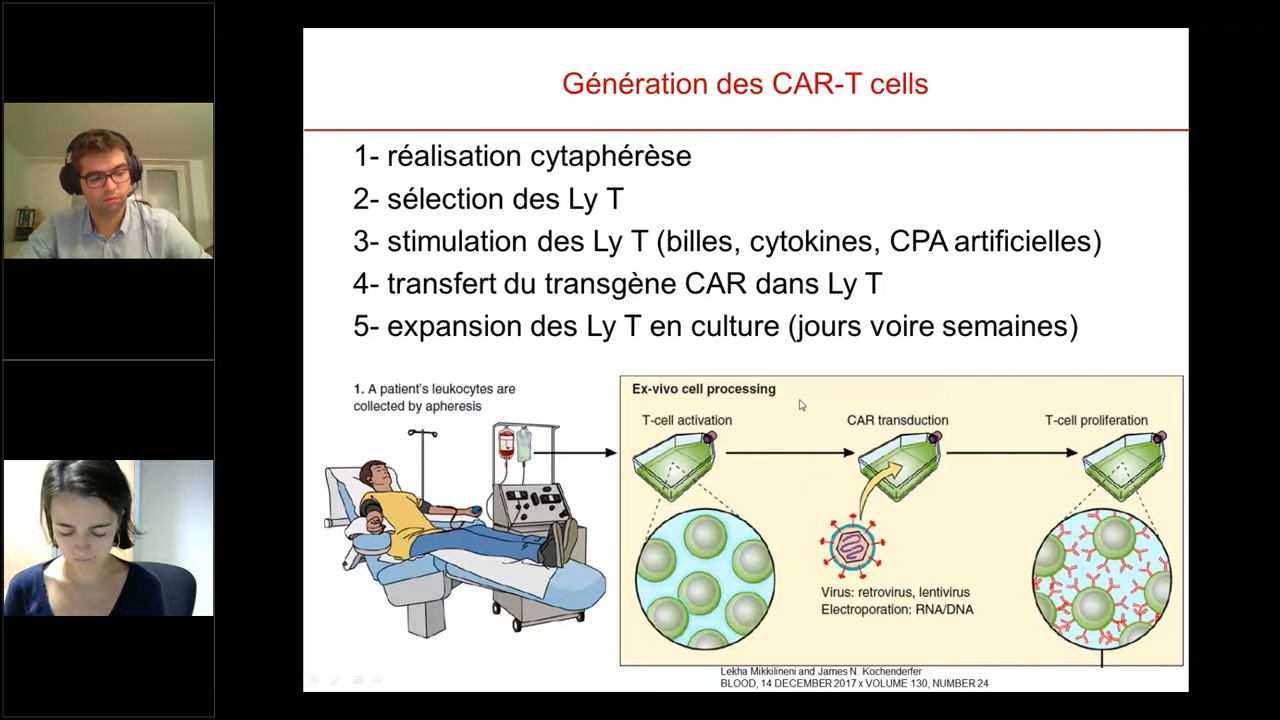 Génération des CAR-T cells
1- réalisation cytaphérèse
2- sélection des Ly T
3- stimulation des Ly T (billes, cytokines, CPA artificielles)
4- transfert du transgène CAR dans Ly T
5- expansion des Ly T en culture (jours voire semaines)
1. A patient's leukocytes are
collected by apheresis
Ex-vivo cell processing
T-cell activation
CAR transduction
T-cell proliferation
Virus: retrovirus, lentivirus
Electroporation: RNA/DNA
Lekha Mikkilineni and James N. Kochenderfer
BLOOD, 14 DECEMBER 2017 x VOLUME 130, NUMBER 24